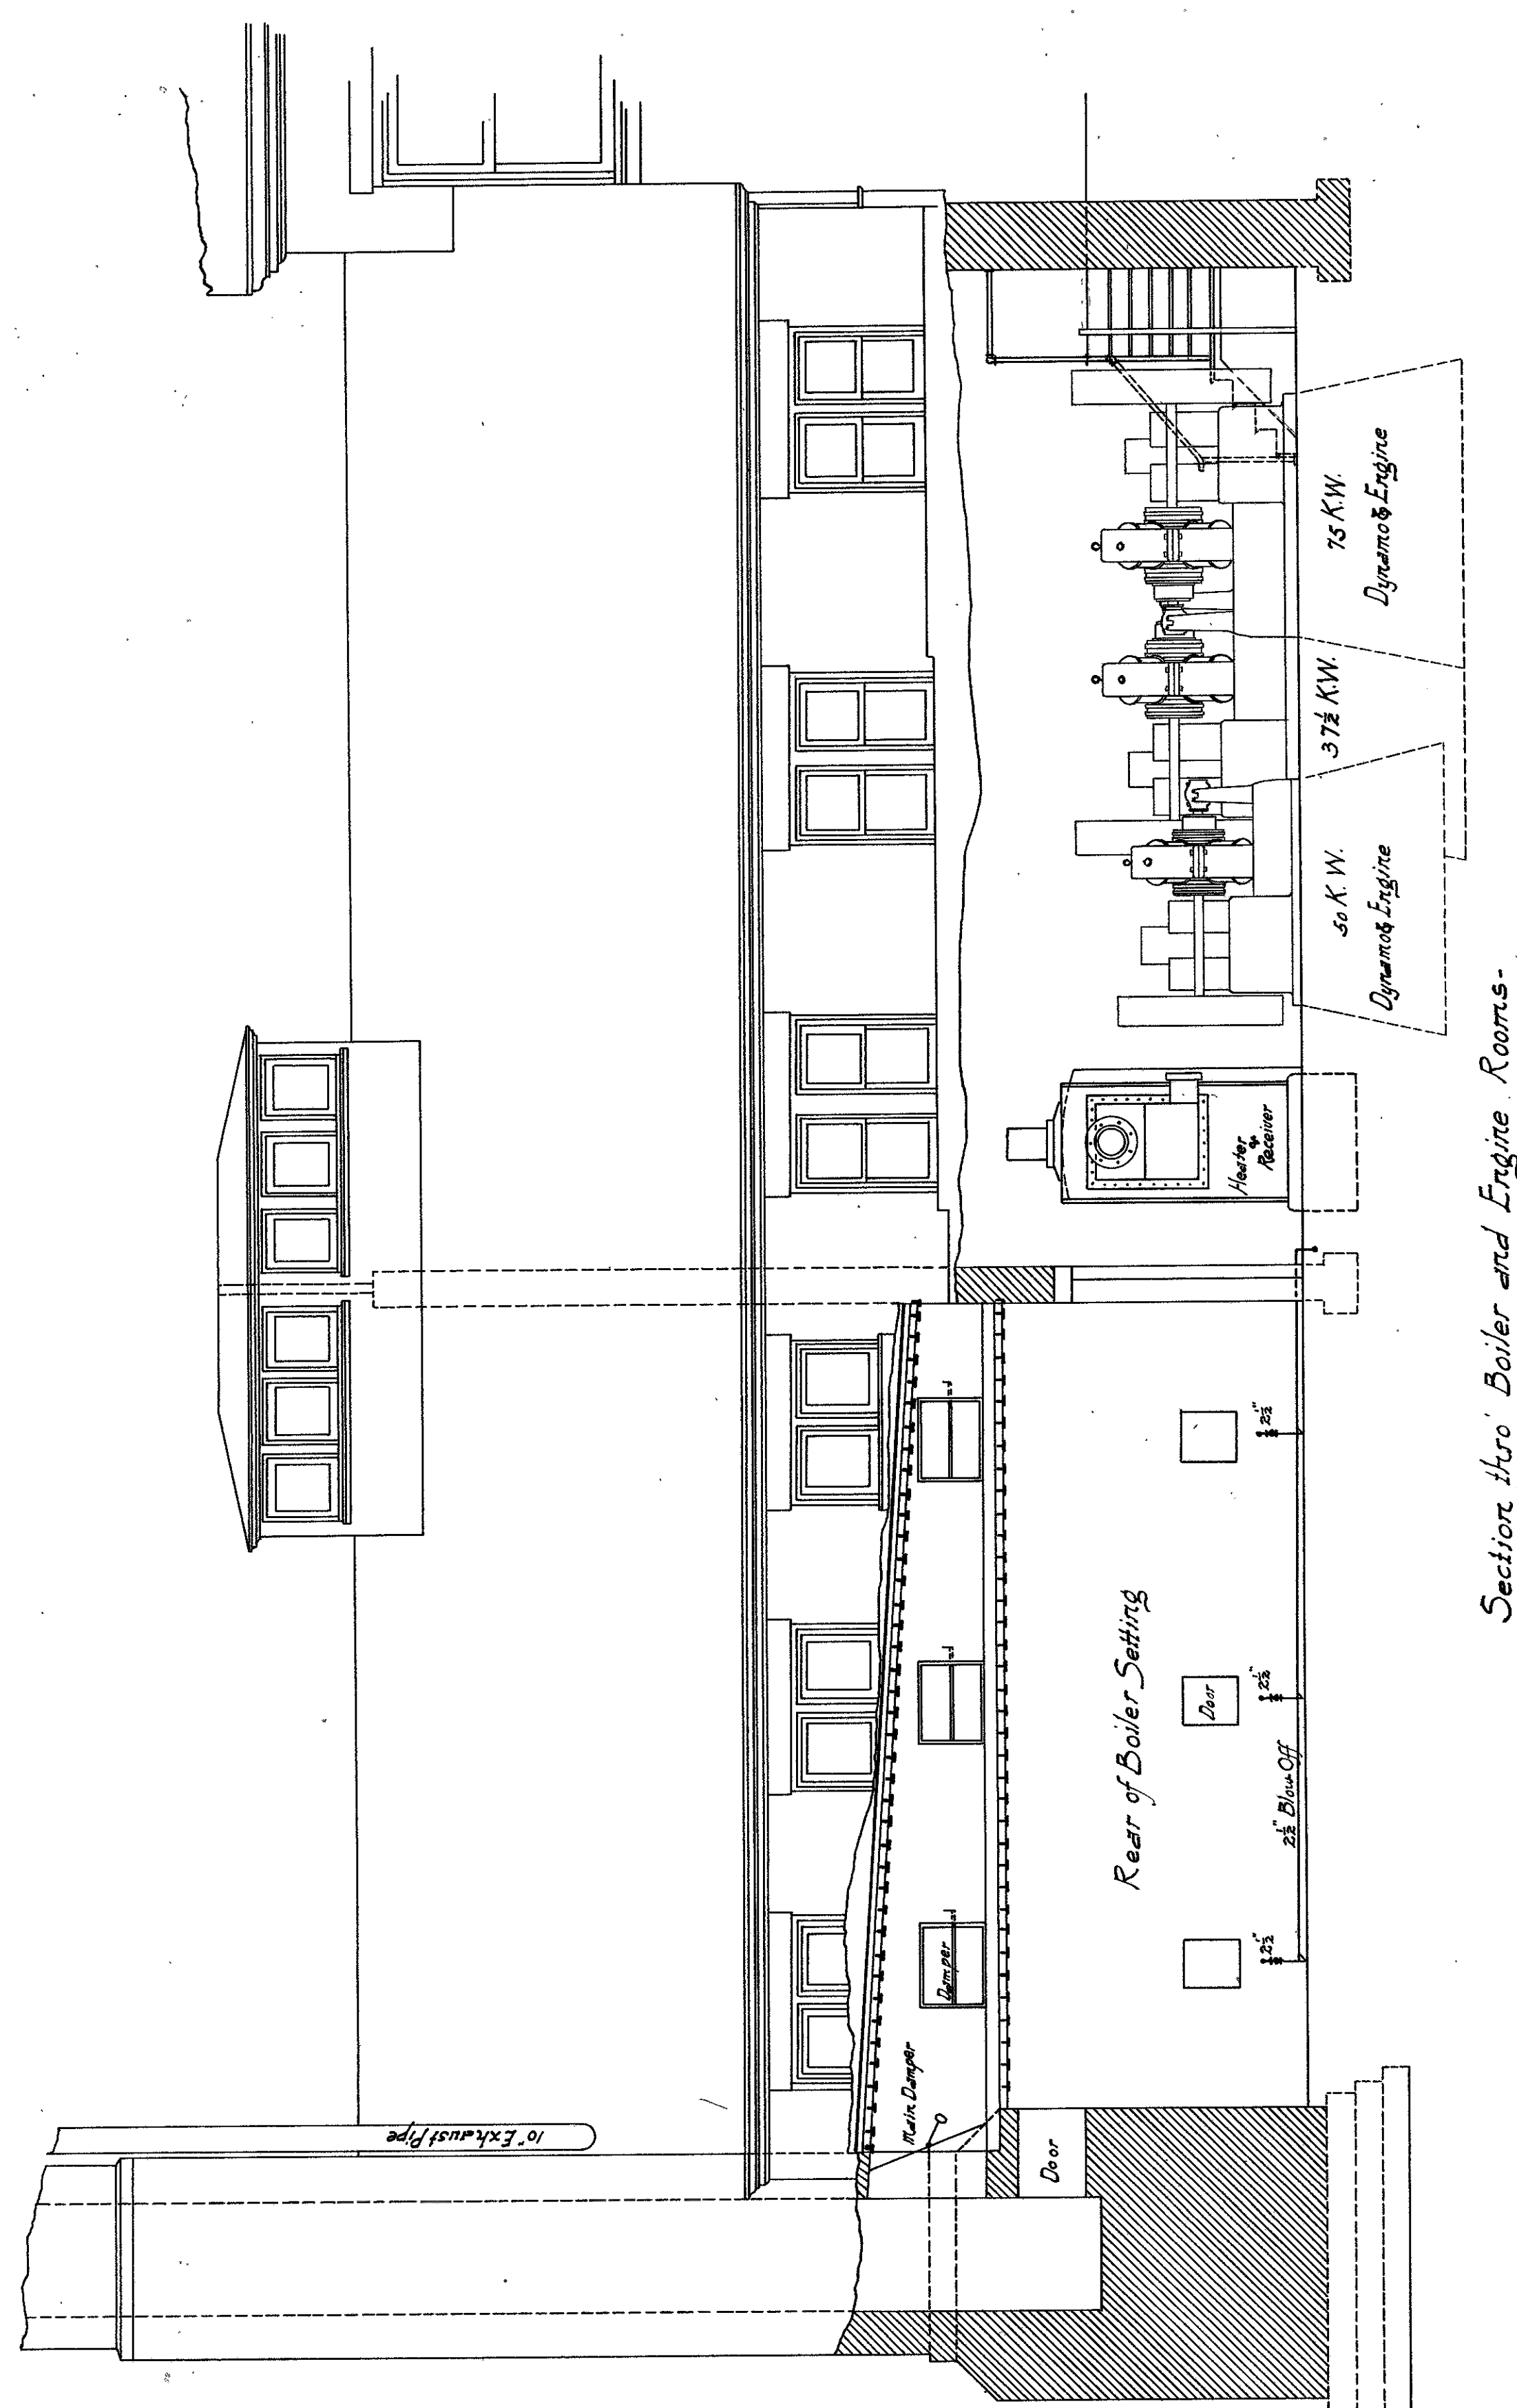 10" Exhaust Pipe
Main Damper
Damper
Door
Rear of Boiler Setting
Door
2½"
2½"
2½"
2½" Blow Off
Heater
&
Receiver
50 K.W.
Dynamo & Engine
37½ K.W.
75 K.W.
Dynamo & Engine
Section thro' Boiler and Engine Rooms-